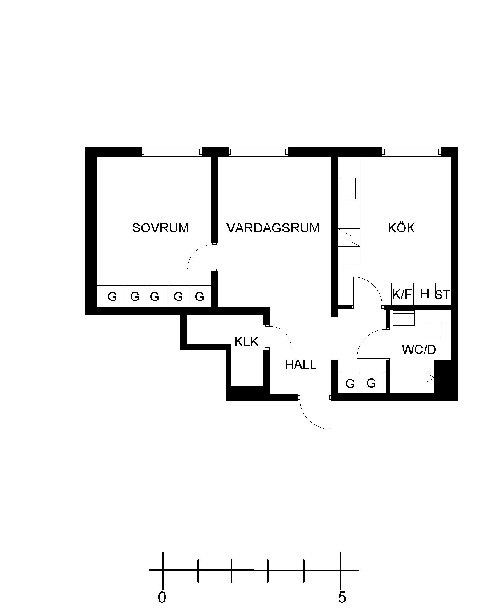 SOVRUM VARDAGSRUM KÖK
G G G G G K/F H ST
KLK WC/D
HALL
G G
0 5